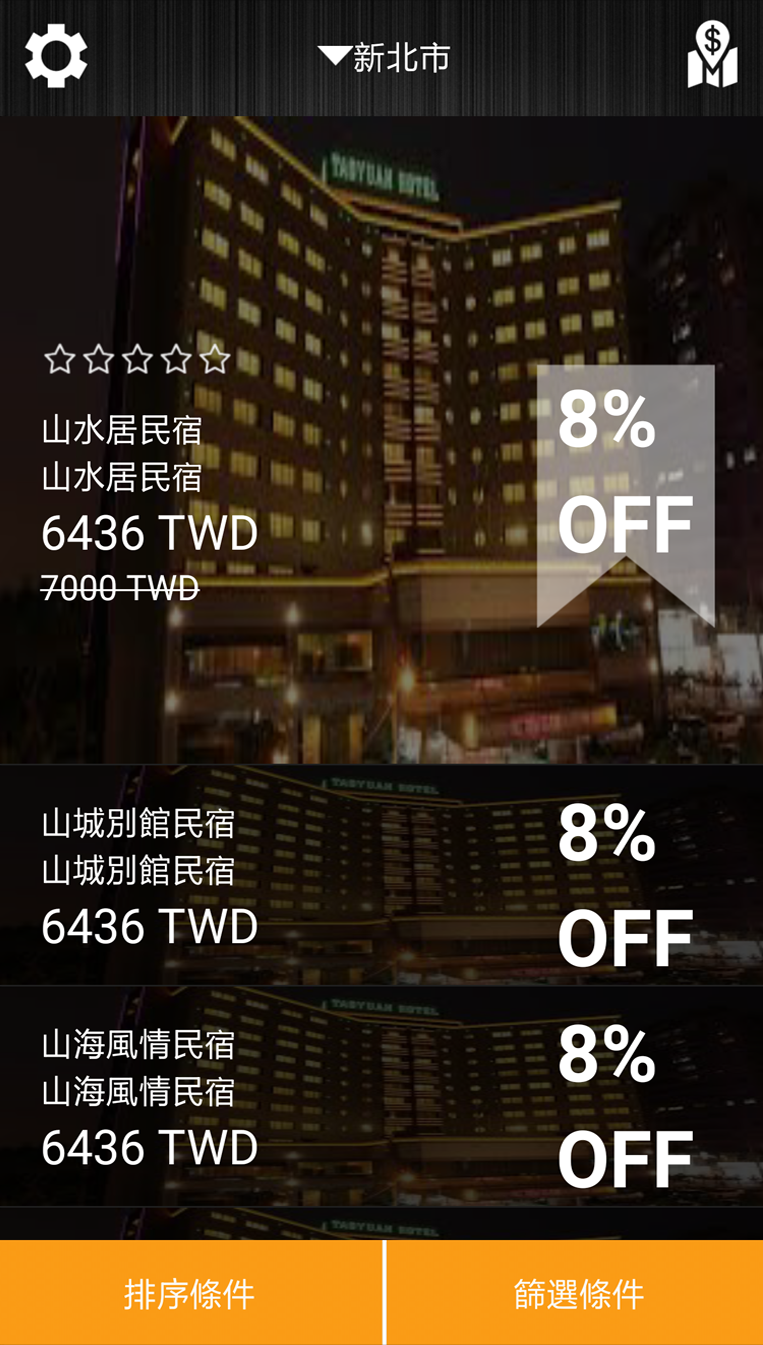 新北市
TAOYUAN HOTEL
山水居民宿
山水居民宿
6436 TWD
7000 TWD
8%
OFF
山城別館民宿
山城別館民宿
6436 TWD
8%
OFF
TAOYUAN HOTEL
山海風情民宿
山海風情民宿
6436 TWD
8%
OFF
TAOYUAN HOTEL
TAOYUAN HOTEL
排序條件
篩選條件